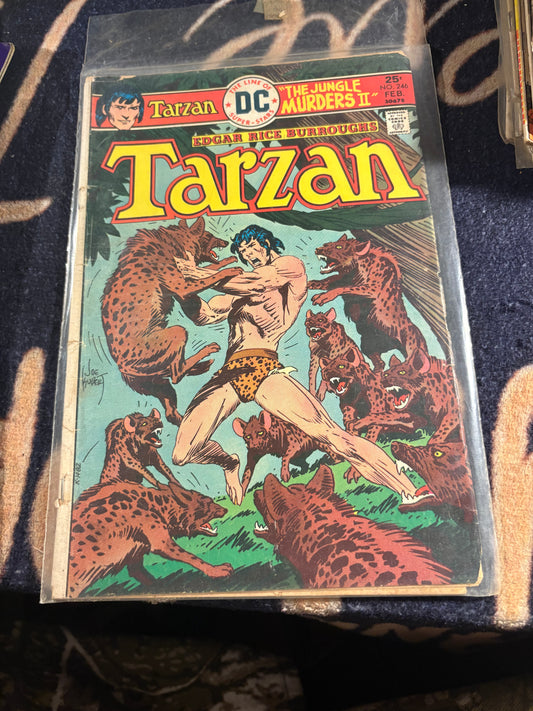 Tarzan
THE LINE OF
DC
SUPER-STARS
"THE JUNGLE
MURDERS II"
25¢
NO. 246
FEB.
30678
EDGAR RICE BURROUGHS
Tarzan
JOE
KUBERT